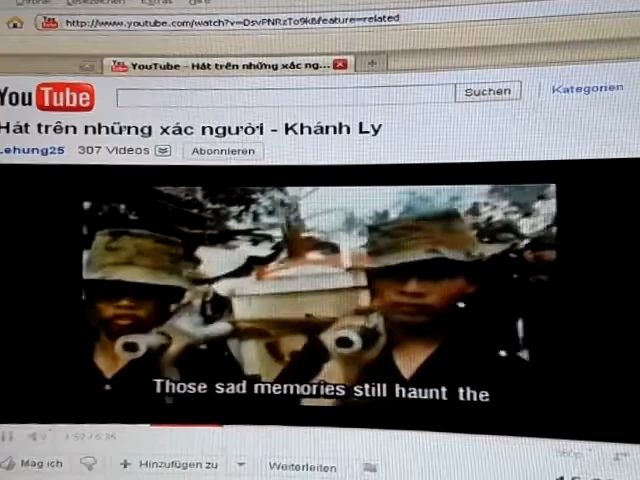 Lesezeichen Extras
http://www.youtube.com/watch?v=DsvPNRzTo9k&feature=related
YouTube - Hát trên những xác ng...
YouTube Suchen Kategorien
Hát trên những xác người - Khánh Ly
Lehung25 307 Videos Abonnieren
Those sad memories still haunt the
Mag ich Hinzufügen zu Weiterleiten